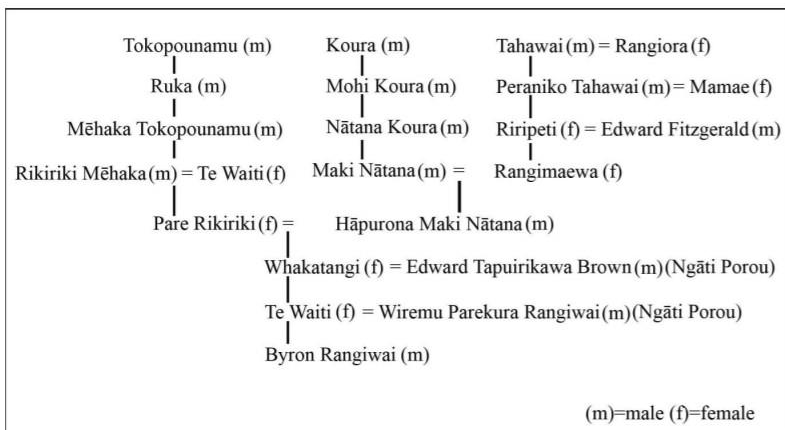 Tokopounamu (m) Koura (m) Tahawai (m) = Rangiora (f)
Ruka (m) Mohi Koura (m) Peraniko Tahawai (m) = Mamae (f)
Mēhaka Tokopounamu (m) Nātana Koura (m) Riripeti (f) = Edward Fitzgerald (m)
Rikiriki Mēhaka (m) = Te Waiti (f) Maki Nātana (m) = Rangimaewa (f)
Pare Rikiriki (f) = Hāpurona Maki Nātana (m)
Whakatangi (f) = Edward Tapuirikawa Brown (m) (Ngāti Porou)
Te Waiti (f) = Wiremu Parekura Rangiwai (m) (Ngāti Porou)
Byron Rangiwai (m)
(m)=male (f)=female